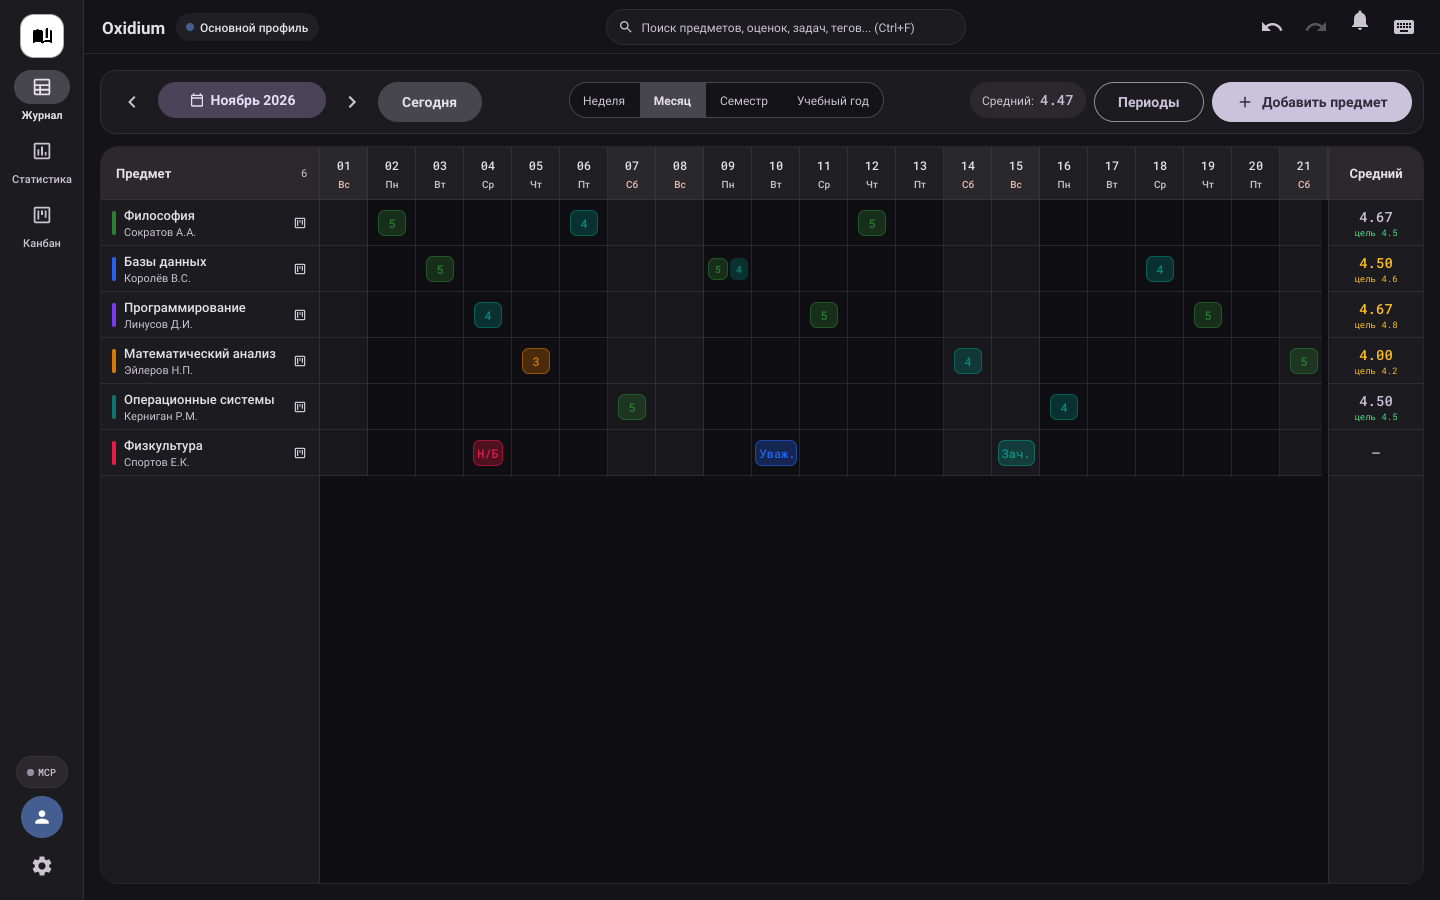 Oxidium
Основной профиль
Поиск предметов, оценок, задач, тегов... (Ctrl+F)
Журнал
Статистика
Канбан
MCP
Ноябрь 2026
Сегодня
Неделя Месяц Семестр Учебный год
Средний: 4.47
Периоды
Добавить предмет
Предмет 6 01 02 03 04 05 06 07 08 09 10 11 12 13 14 15 16 17 18 19 20 21 Средний
Вс Пн Вт Ср Чт Пт Сб Вс Пн Вт Ср Чт Пт Сб Вс Пн Вт Ср Чт Пт Сб
Философия 5 4 5 4.67
Сократов А.А. цель 4.5
Базы данных 5 5 4 4 4.50
Королёв В.С. цель 4.6
Программирование 4 5 5 4.67
Линусов Д.И. цель 4.8
Математический анализ 3 4 5 4.00
Эйлеров Н.П. цель 4.2
Операционные системы 5 4 4.50
Керниган Р.М. цель 4.5
Физкультура Н/Б Уваж. Зач. —
Спортов Е.К.